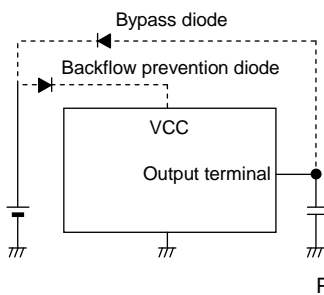 Bypass diode
Backflow prevention diode
VCC
Output terminal